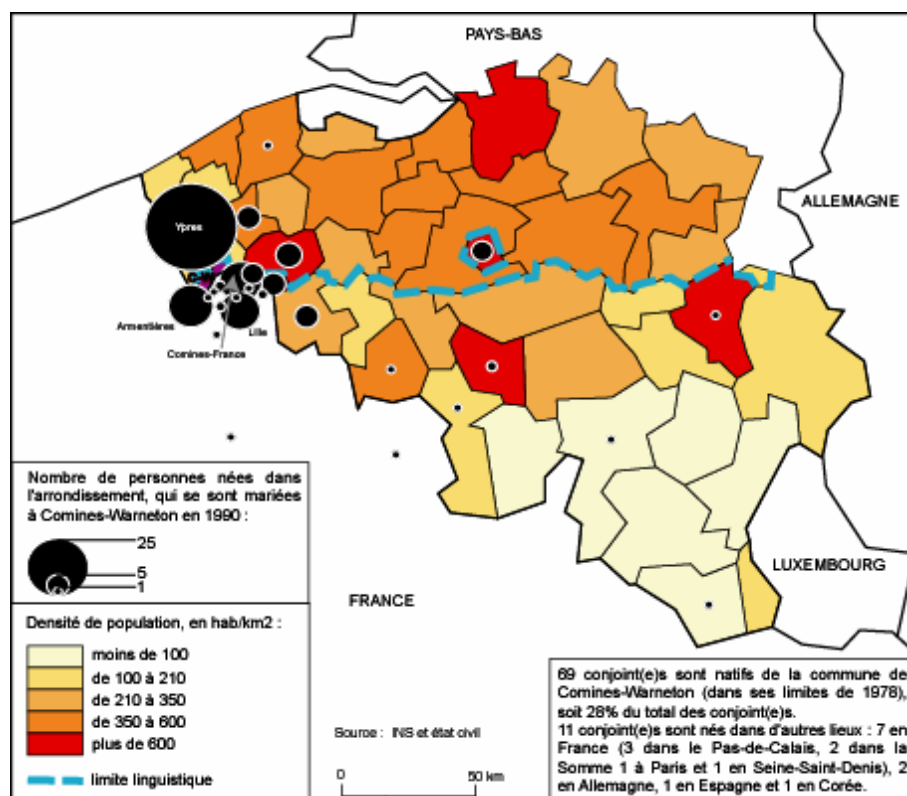 PAYS-BAS
ALLEMAGNE
Ypres
Armentières
Lille
Comines-France
LUXEMBOURG
FRANCE
Nombre de personnes nées dans
l'arrondissement, qui se sont mariées
à Comines-Warneton en 1990 :
25
5
1
Densité de population, en hab/km2 :
moins de 100
de 100 à 210
de 210 à 350
de 350 à 600
plus de 600
limite linguistique
Source : INS et état civil
0 50 km
69 conjoint(e)s sont natifs de la commune de
Comines-Warneton (dans ses limites de 1978),
soit 28% du total des conjoint(e)s.
11 conjoint(e)s sont nés dans d'autres lieux : 7 en
France (3 dans le Pas-de-Calais, 2 dans la
Somme 1 à Paris et 1 en Seine-Saint-Denis), 2
en Allemagne, 1 en Espagne et 1 en Corée.